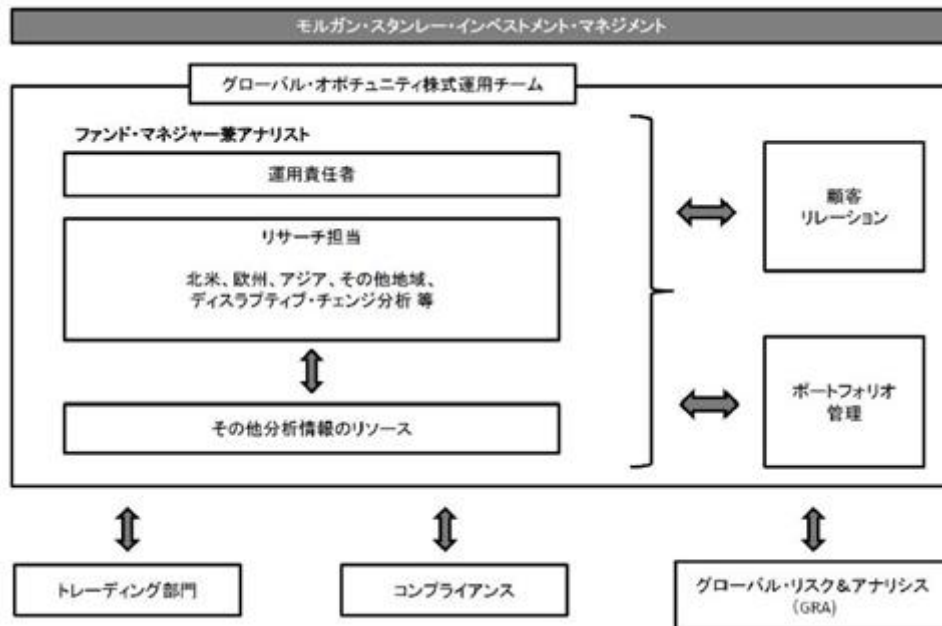 モルガン・スタンレー・インベストメント・マネジメント
グローバル・オポチュニティ株式運用チーム
ファンド・マネジャー兼アナリスト
運用責任者
リサーチ担当
北米、欧州、アジア、その他地域、
ディスラプティブ・チェンジ分析 等
その他分析情報のリソース
顧客
リレーション
ポートフォリオ
管理
トレーディング部門
コンプライアンス
グローバル・リスク&アナリシス
(GRA)